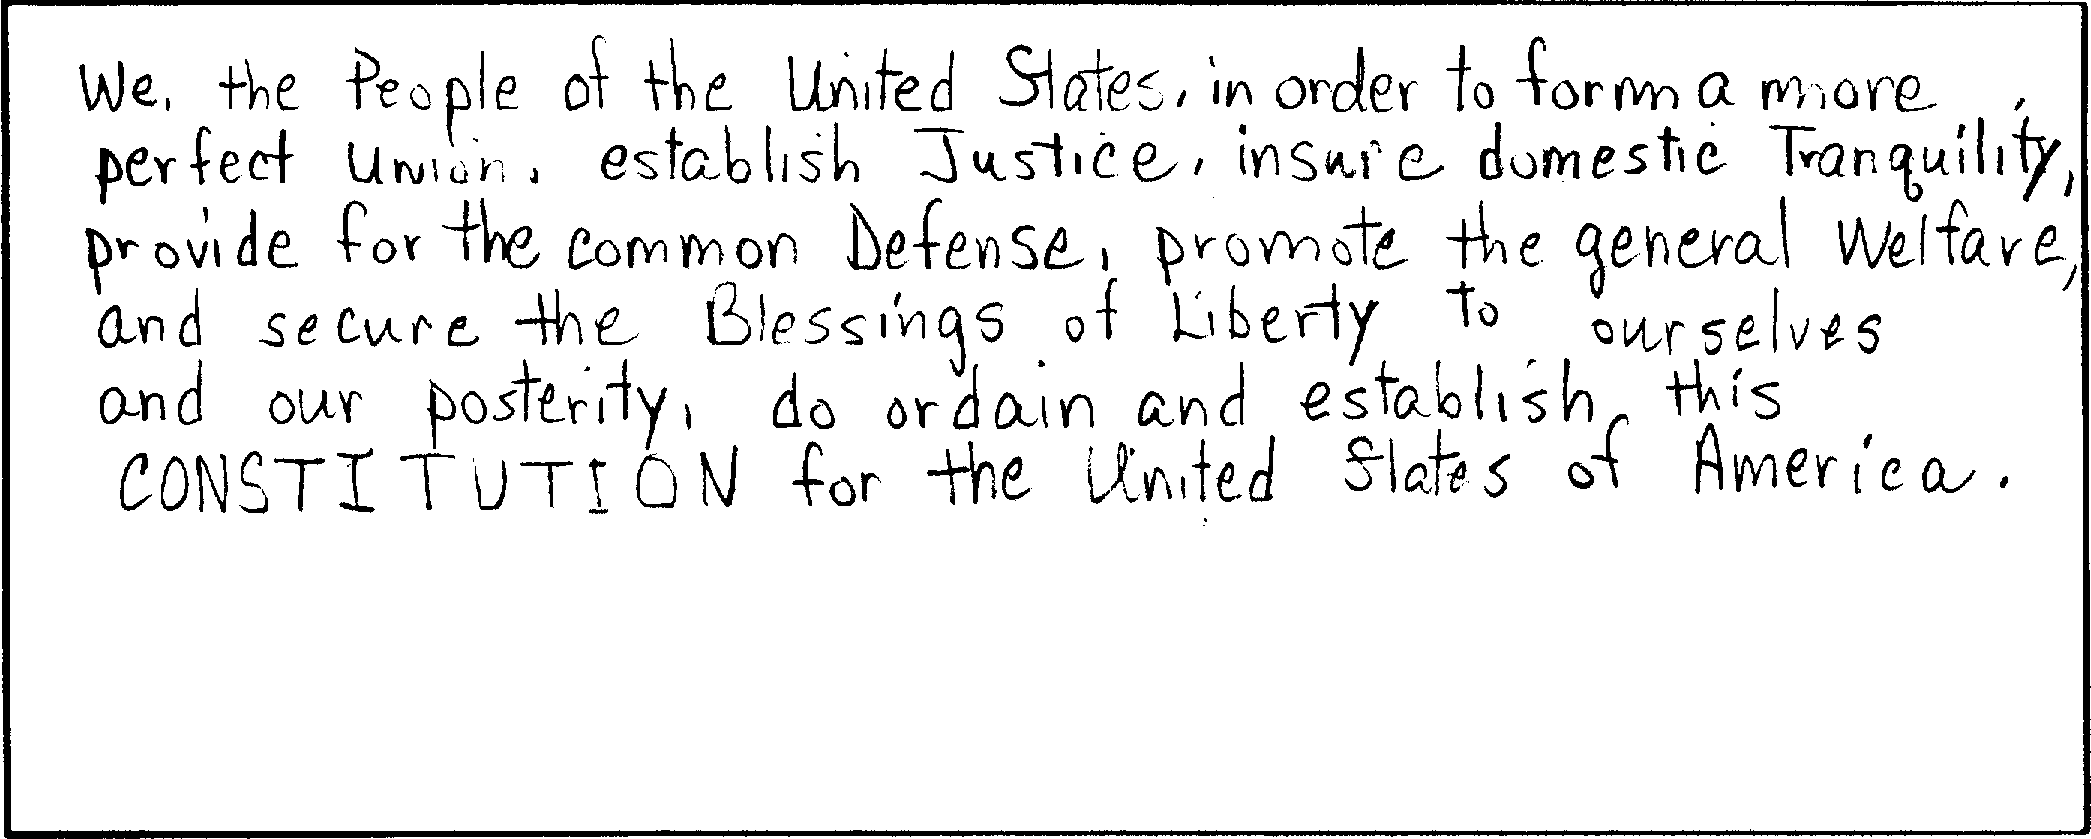 We, the People of the United States, in order to form a more
perfect Union, establish Justice, insure domestic Tranquility,
provide for the common Defense, promote the general Welfare,
and secure the Blessings of Liberty to ourselves
and our posterity, do ordain and establish this
CONSTITUTION for the United States of America.